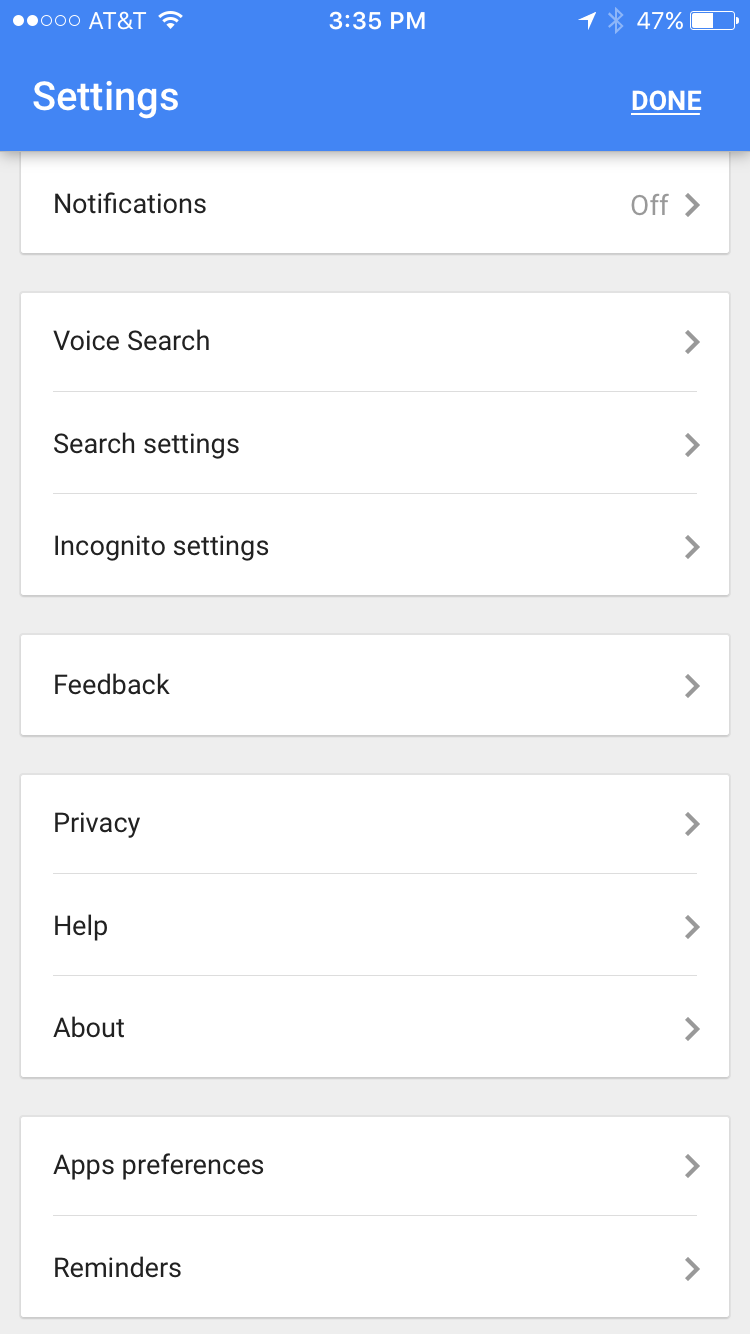 AT&T 3:35 PM 47%
Settings DONE
Notifications Off
Voice Search
Search settings
Incognito settings
Feedback
Privacy
Help
About
Apps preferences
Reminders